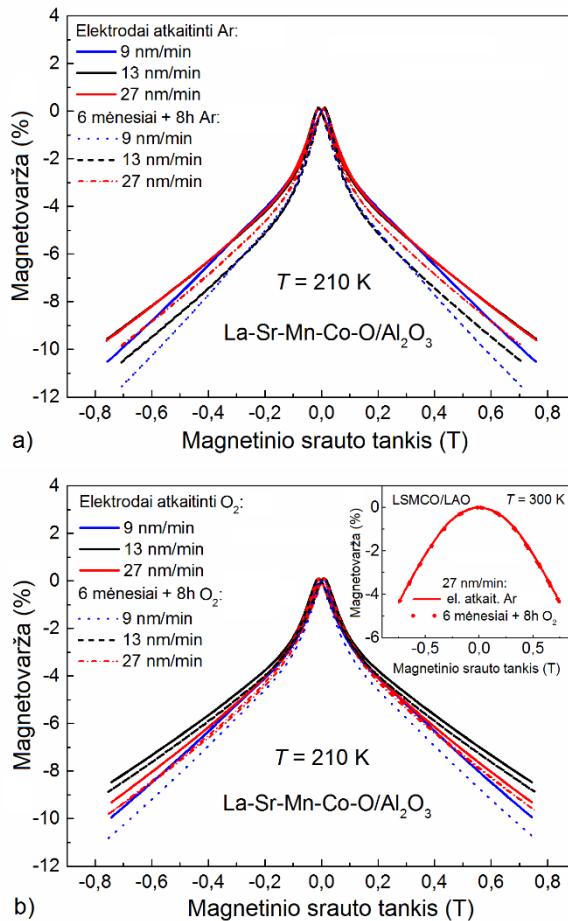 4
2
0
-2
-4
-6
-8
-10
-12
Magnetovarža (%)
Elektrodai atkaitinti Ar:
9 nm/min
13 nm/min
27 nm/min
6 mėnesiai + 8h Ar:
9 nm/min
13 nm/min
27 nm/min
T = 210 K
La-Sr-Mn-Co-O/Al₂O₃
-0,8 -0,6 -0,4 -0,2 0,0 0,2 0,4 0,6 0,8
a) Magnetinio srauto tankis (T)
4
2
0
-2
-4
-6
-8
-10
-12
Magnetovarža (%)
Elektrodai atkaitinti O₂:
9 nm/min
13 nm/min
27 nm/min
6 mėnesiai + 8h O₂:
9 nm/min
13 nm/min
27 nm/min
LSMCO/LAO T = 300 K
0
-2
-4
-6
Magnetovarža (%)
27 nm/min:
el. atkait. Ar
6 mėnesiai + 8h O₂
-0,5 0,0 0,5
Magnetinio srauto tankis (T)
T = 210 K
La-Sr-Mn-Co-O/Al₂O₃
-0,8 -0,6 -0,4 -0,2 0,0 0,2 0,4 0,6 0,8
b) Magnetinio srauto tankis (T)